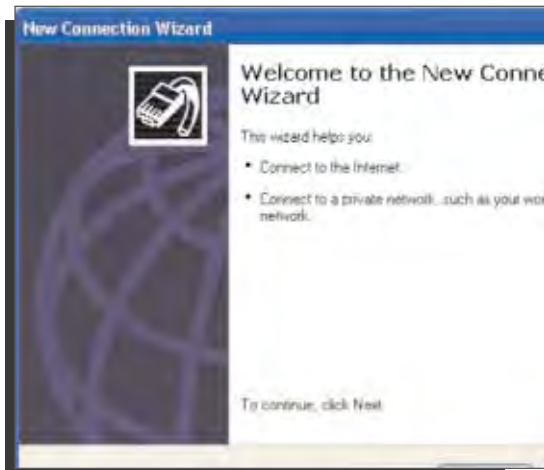 New Connection Wizard
Welcome to the New Conne
Wizard
This wizard helps you:
• Connect to the Internet.
• Connect to a private network, such as your wor
network.
To continue, click Next.